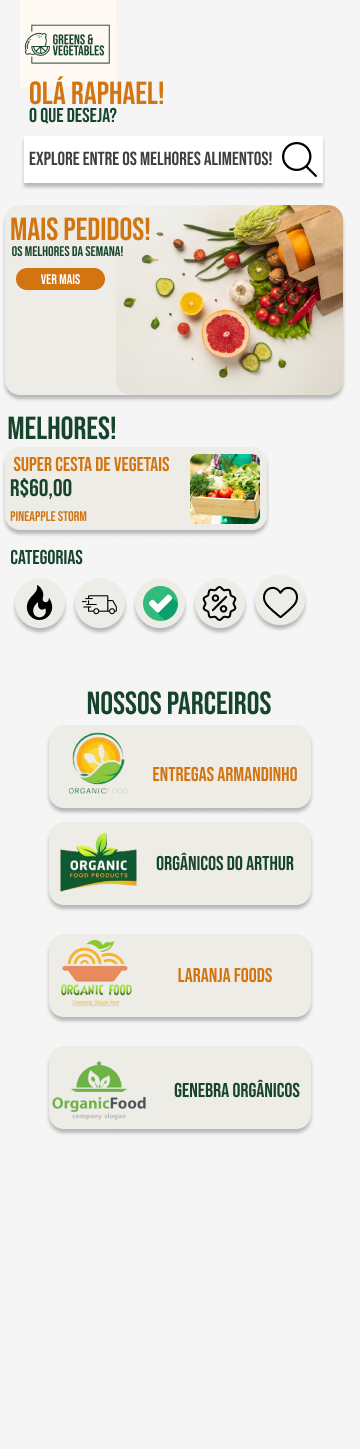 GREENS &
VEGETABLES
OLÁ RAPHAEL!
O QUE DESEJA?
EXPLORE ENTRE OS MELHORES ALIMENTOS!
MAIS PEDIDOS!
OS MELHORES DA SEMANA!
VER MAIS
MELHORES!
SUPER CESTA DE VEGETAIS
R$60,00
PINEAPPLE STORM
CATEGORIAS
NOSSOS PARCEIROS
ORGANICFOOD
ENTREGAS ARMANDINHO
ORGANIC
FOOD PRODUCTS
ORGÂNICOS DO ARTHUR
ORGANIC FOOD
Company Slogan here
LARANJA FOODS
OrganicFood
company slogan
GENEBRA ORGÂNICOS